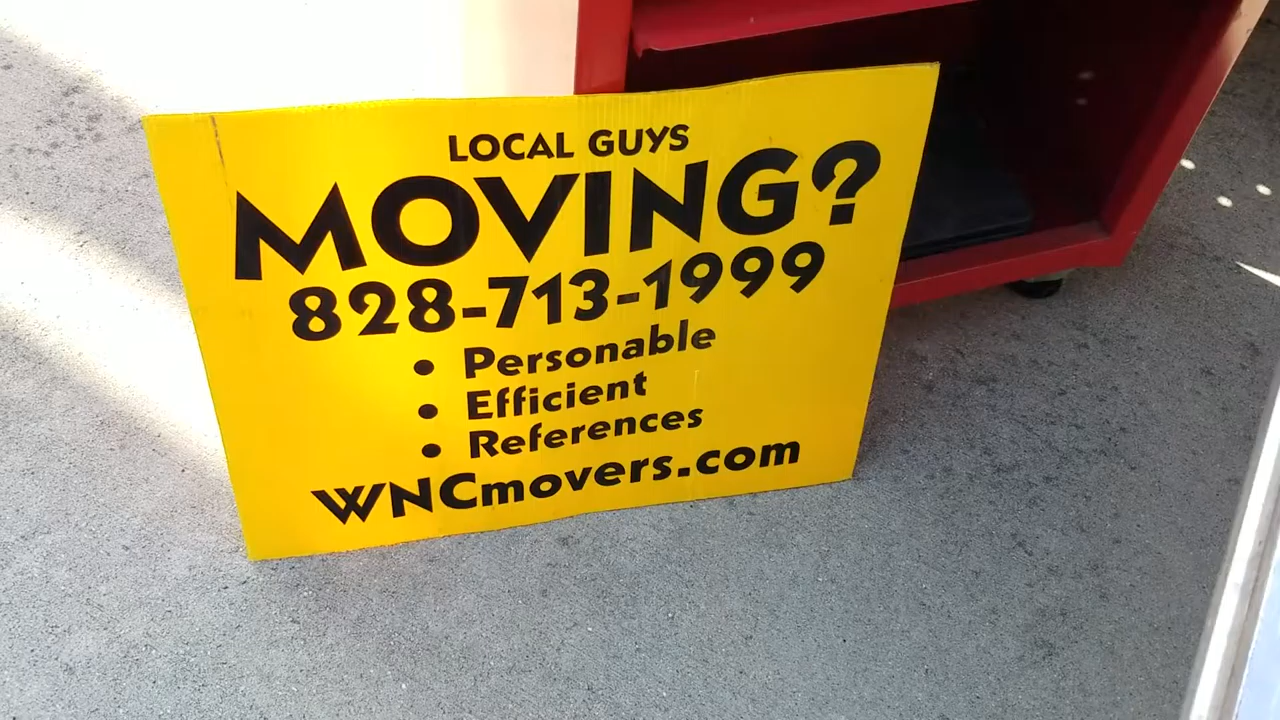 LOCAL GUYS
MOVING?
828-713-1999
• Personable
• Efficient
• References
WNCmovers.com